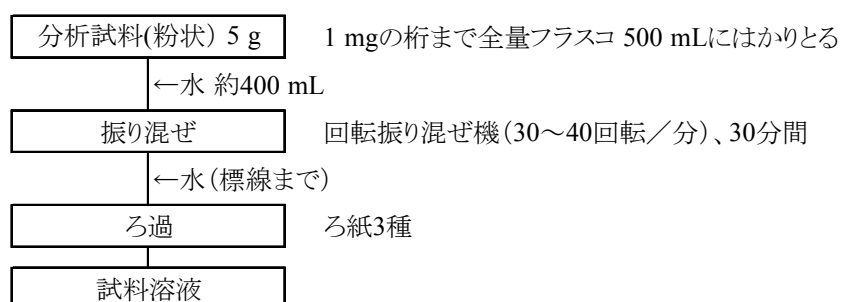 分析試料(粉状) 5 g 1 mgの桁まで全量フラスコ 500 mLにはかりとる
←水 約400 mL
振り混ぜ 回転振り混ぜ機(30～40回転／分)、30分間
←水(標線まで)
ろ過 ろ紙3種
試料溶液